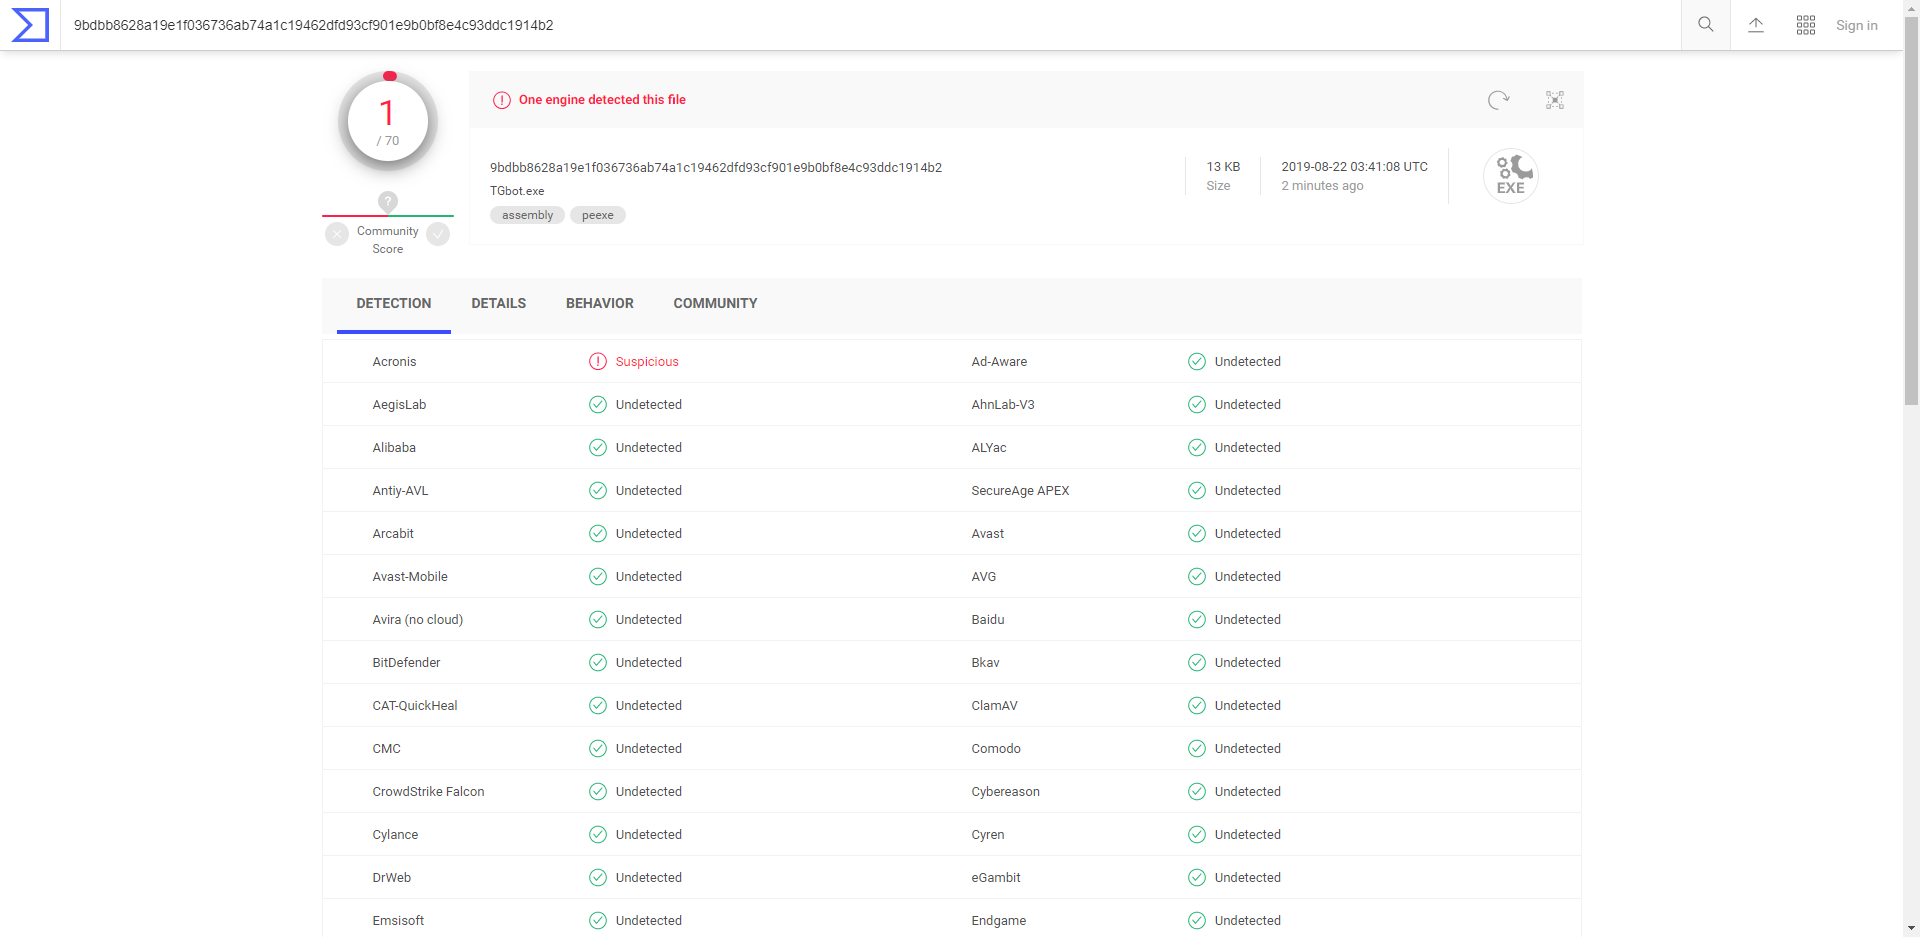 9bdbb8628a19e1f036736ab74a1c19462dfd93cf901e9b0bf8e4c93ddc1914b2
Sign in
1
/ 70
One engine detected this file
9bdbb8628a19e1f036736ab74a1c19462dfd93cf901e9b0bf8e4c93ddc1914b2
TGbot.exe
assembly peexe
13 KB
Size
2019-08-22 03:41:08 UTC
2 minutes ago
EXE
?
Community
Score
DETECTION DETAILS BEHAVIOR COMMUNITY
Acronis Suspicious Ad-Aware Undetected
AegisLab Undetected AhnLab-V3 Undetected
Alibaba Undetected ALYac Undetected
Antiy-AVL Undetected SecureAge APEX Undetected
Arcabit Undetected Avast Undetected
Avast-Mobile Undetected AVG Undetected
Avira (no cloud) Undetected Baidu Undetected
BitDefender Undetected Bkav Undetected
CAT-QuickHeal Undetected ClamAV Undetected
CMC Undetected Comodo Undetected
CrowdStrike Falcon Undetected Cybereason Undetected
Cylance Undetected Cyren Undetected
DrWeb Undetected eGambit Undetected
Emsisoft Undetected Endgame Undetected